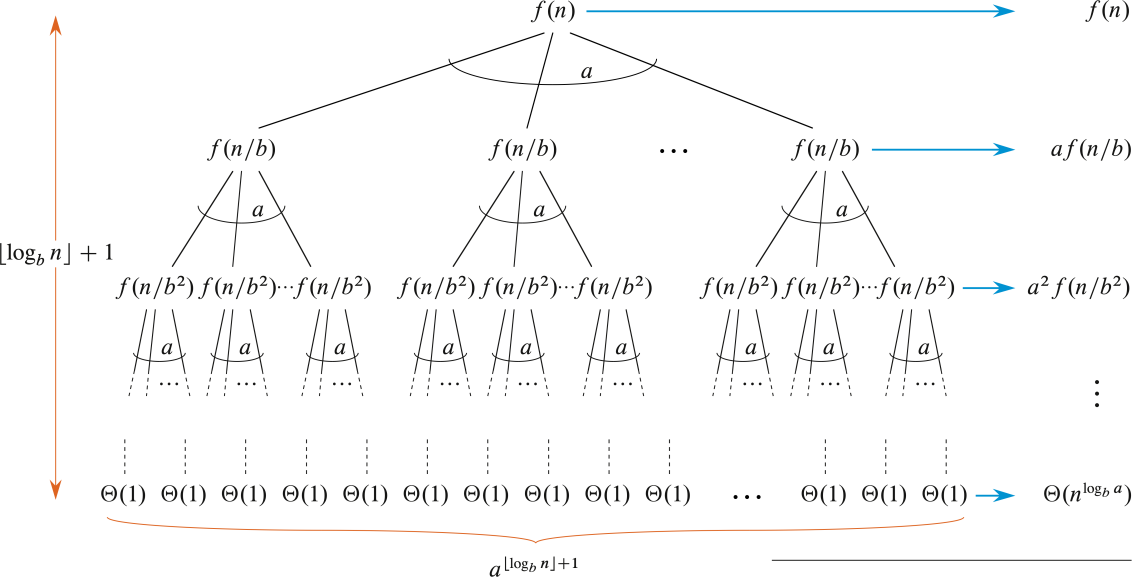 f(n) f(n)
a
f(n/b) f(n/b) ··· f(n/b) af(n/b)
a a a
⌊log_b n⌋ + 1
f(n/b²) f(n/b²)···f(n/b²) f(n/b²) f(n/b²)···f(n/b²) f(n/b²) f(n/b²)···f(n/b²) a² f(n/b²)
a a a a a a a a a
... ... ... ... ... ... ... ... ...
⋮
Θ(1) Θ(1) Θ(1) Θ(1) Θ(1) Θ(1) Θ(1) Θ(1) Θ(1) Θ(1) ··· Θ(1) Θ(1) Θ(1) Θ(n^{log_b a})
a^{⌊log_b n⌋+1}